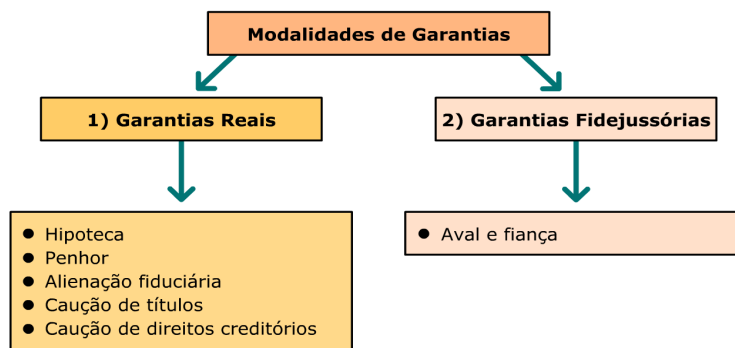 Modalidades de Garantias
1) Garantias Reais
2) Garantias Fidejussórias
● Hipoteca
● Penhor
● Alienação fiduciária
● Caução de títulos
● Caução de direitos creditórios
● Aval e fiança